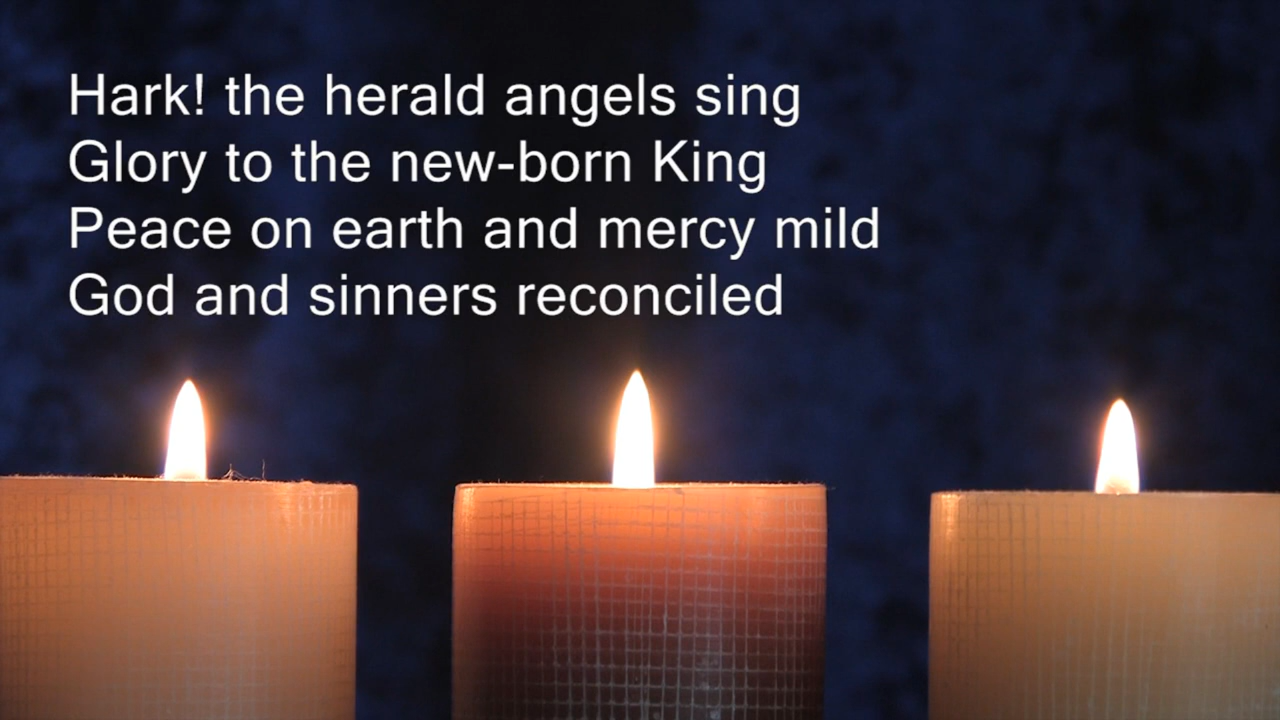 Hark! the herald angels sing
Glory to the new-born King
Peace on earth and mercy mild
God and sinners reconciled